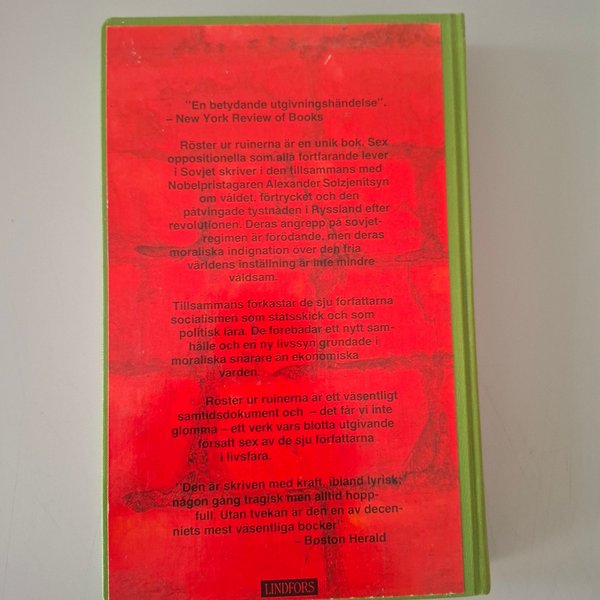 "En betydande utgivningshändelse".
– New York Review of Books
Röster ur ruinerna är en unik bok. Sex
oppositionella som alla fortfarande lever
i Sovjet skriver i den tillsammans med
Nobelpristagaren Alexander Solzjenitsyn
om våldet, förtrycket och den
påtvingade tystnaden i Ryssland efter
revolutionen. Deras angrepp på sovjet-
regimen är förödande, men deras
moraliska indignation över den fria
världens inställning är inte mindre
våldsam.
Tillsammans förkastar de sju författarna
socialismen som statsskick och som
politisk lära. De förebådar ett nytt sam-
hälle och en ny livssyn grundade i
moraliska snarare än ekonomiska
värden.
Röster ur ruinerna är ett väsentligt
samtidsdokument och – det får vi inte
glömma – ett verk vars blotta utgivande
försatt sex av de sju författarna
i livsfara.
"Den är skriven med kraft, ibland lyrisk,
någon gång tragisk men alltid hopp-
full. Utan tvekan är den en av decen-
niets mest väsentliga böcker"
– Boston Herald
LINDFORS